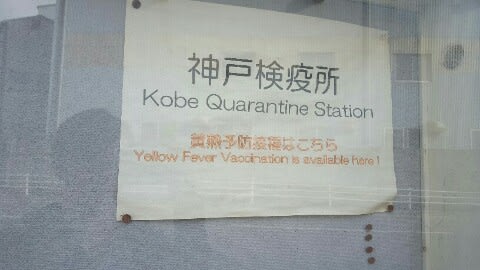 神戸検疫所
Kobe Quarantine Station
黄熱予防接種はこちら
Yellow Fever Vaccination is available here!